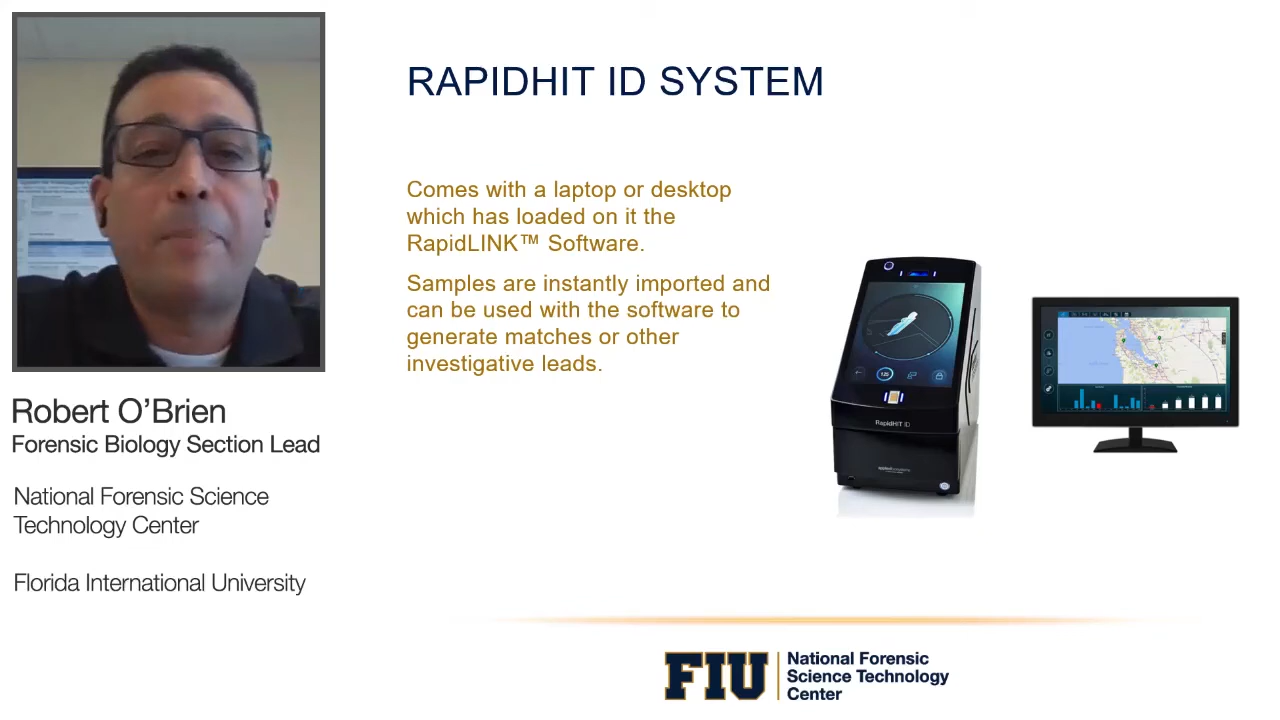 RAPIDHIT ID SYSTEM
Comes with a laptop or desktop
which has loaded on it the
RapidLINK™ Software.
Samples are instantly imported and
can be used with the software to
generate matches or other
investigative leads.
RapidHIT ID
Robert O’Brien
Forensic Biology Section Lead
National Forensic Science
Technology Center
Florida International University
FIU
National Forensic
Science Technology
Center